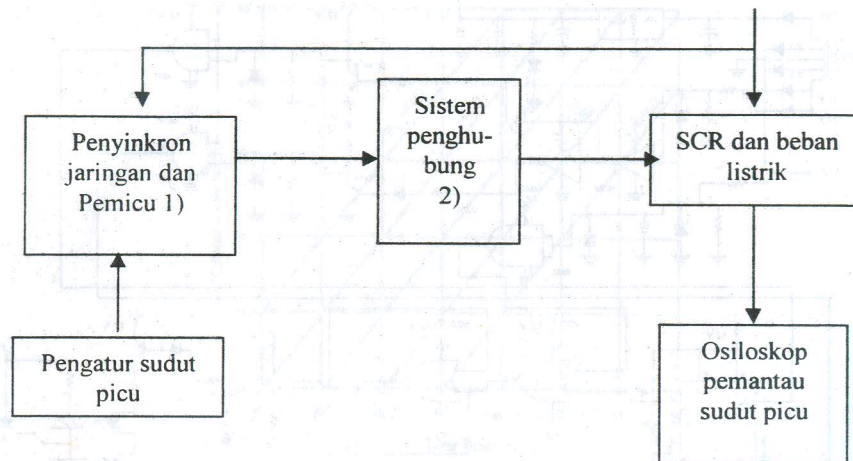 Penyinkron
jaringan dan
Pemicu 1)
Sistem
penghu-
bung
2)
SCR dan beban
listrik
Pengatur sudut
picu
Osiloskop
pemantau
sudut picu